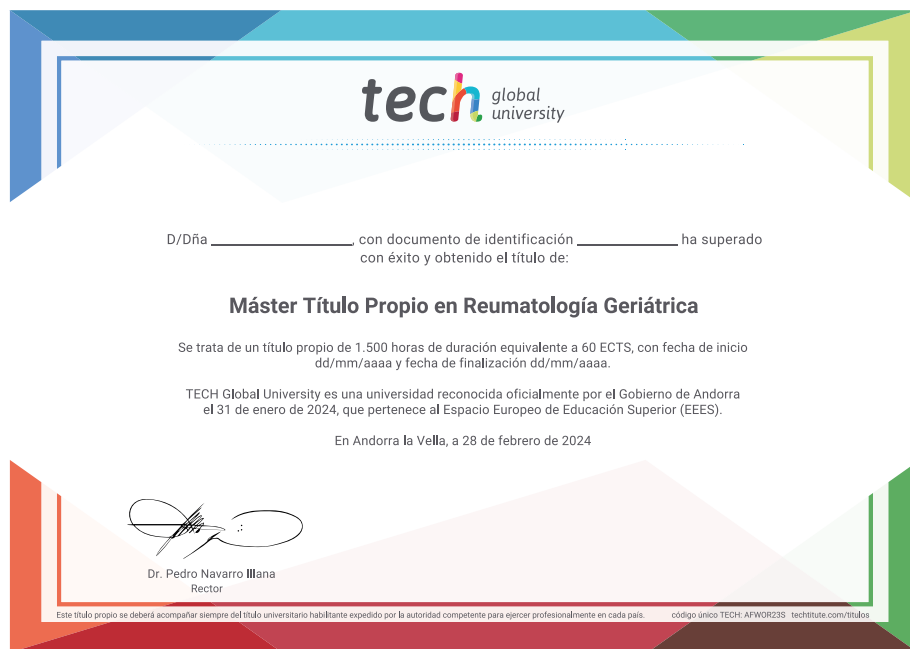 tech global
university
D/Dña ____________, con documento de identificación ____________ ha superado
con éxito y obtenido el título de:
Máster Título Propio en Reumatología Geriátrica
Se trata de un título propio de 1.500 horas de duración equivalente a 60 ECTS, con fecha de inicio
dd/mm/aaaa y fecha de finalización dd/mm/aaaa.
TECH Global University es una universidad reconocida oficialmente por el Gobierno de Andorra
el 31 de enero de 2024, que pertenece al Espacio Europeo de Educación Superior (EEES).
En Andorra la Vella, a 28 de febrero de 2024
Dr. Pedro Navarro Illana
Rector
Este título propio se deberá acompañar siempre del título universitario habilitante expedido por la autoridad competente para ejercer profesionalmente en cada país. código único TECH: AFWOR23S techtitute.com/titulos